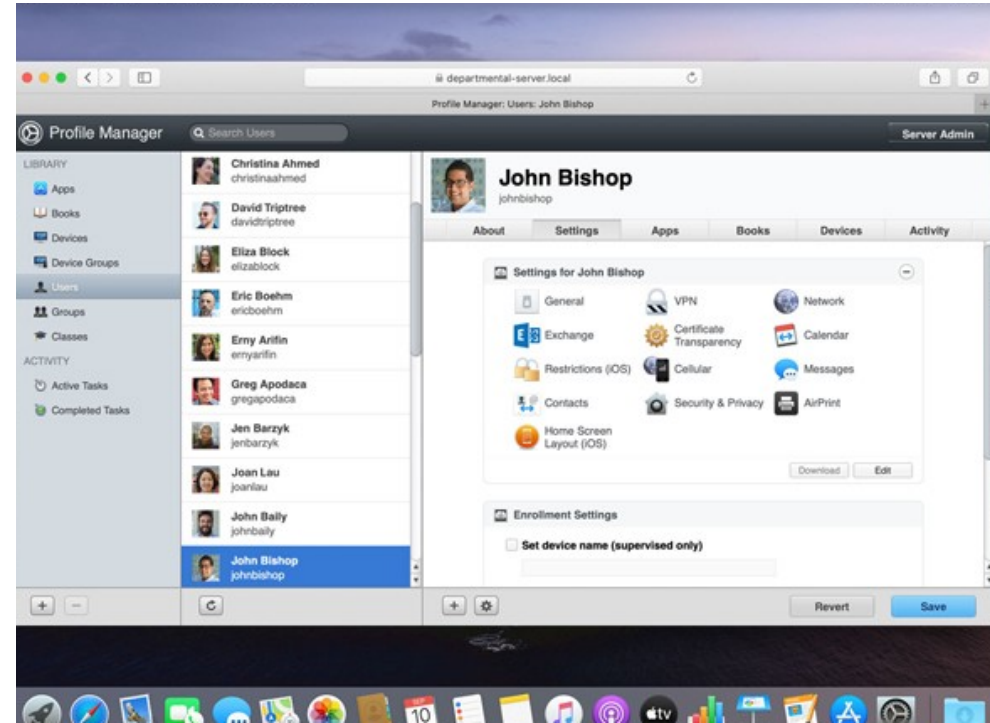 departmental-server.local
Profile Manager: Users: John Bishop
Profile Manager
Search Users
Server Admin
LIBRARY
Apps
Books
Devices
Device Groups
Users
Groups
Classes
ACTIVITY
Active Tasks
Completed Tasks
Christina Ahmed
christinaahmed
David Triptree
davidtriptree
Eliza Block
elizablock
Eric Boehm
ericboehm
Erny Arifin
ernyarifin
Greg Apodaca
gregapodaca
Jen Barzyk
jenbarzyk
Joan Lau
joanlau
John Baily
johnbaily
John Bishop
johnbishop
John Bishop
johnbishop
About Settings Apps Books Devices Activity
Settings for John Bishop
General VPN Network
Exchange Certificate Transparency Calendar
Restrictions (iOS) Cellular Messages
Contacts Security & Privacy AirPrint
Home Screen
Layout (iOS)
Download Edit
Enrollment Settings
Set device name (supervised only)
Revert Save
SEP
10
tv